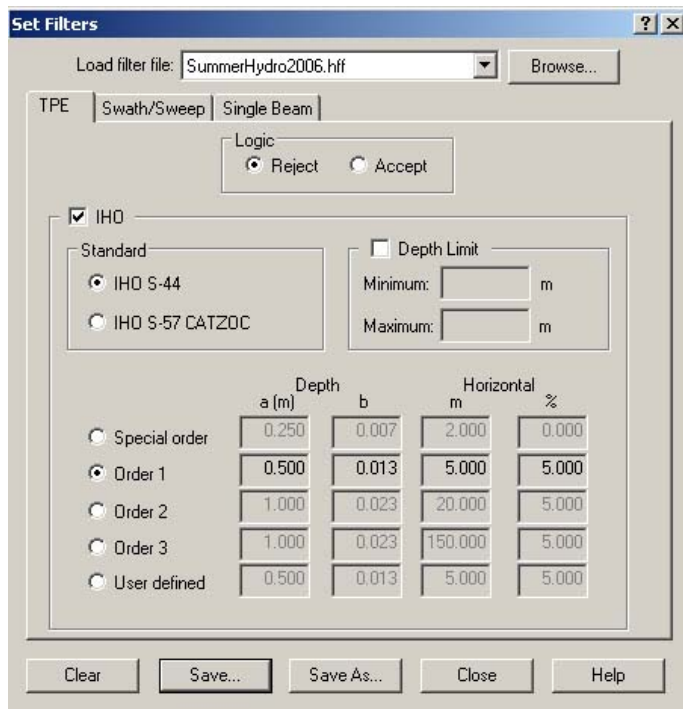 Set Filters
Load filter file: SummerHydro2006.hff Browse...
TPE Swath/Sweep Single Beam
Logic
Reject Accept
IHO
Standard Depth Limit
IHO S-44 Minimum: m
IHO S-57 CATZOC Maximum: m
Depth Horizontal
a (m) b m %
Special order 0.250 0.007 2.000 0.000
Order 1 0.500 0.013 5.000 5.000
Order 2 1.000 0.023 20.000 5.000
Order 3 1.000 0.023 150.000 5.000
User defined 0.500 0.013 5.000 5.000
Clear Save... Save As... Close Help